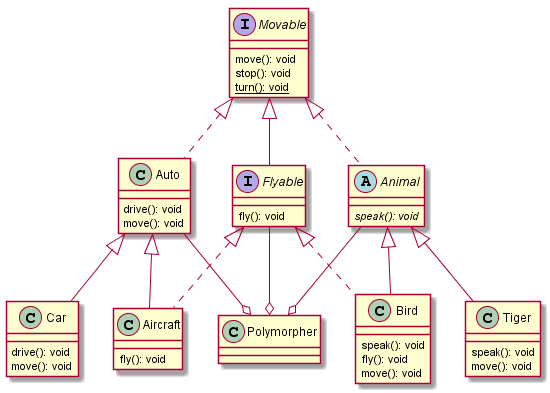 I Movable
move(): void
stop(): void
turn(): void
C Auto
drive(): void
move(): void
I Flyable
fly(): void
A Animal
speak(): void
C Car
drive(): void
move(): void
C Aircraft
fly(): void
C Polymorpher
C Bird
speak(): void
fly(): void
move(): void
C Tiger
speak(): void
move(): void